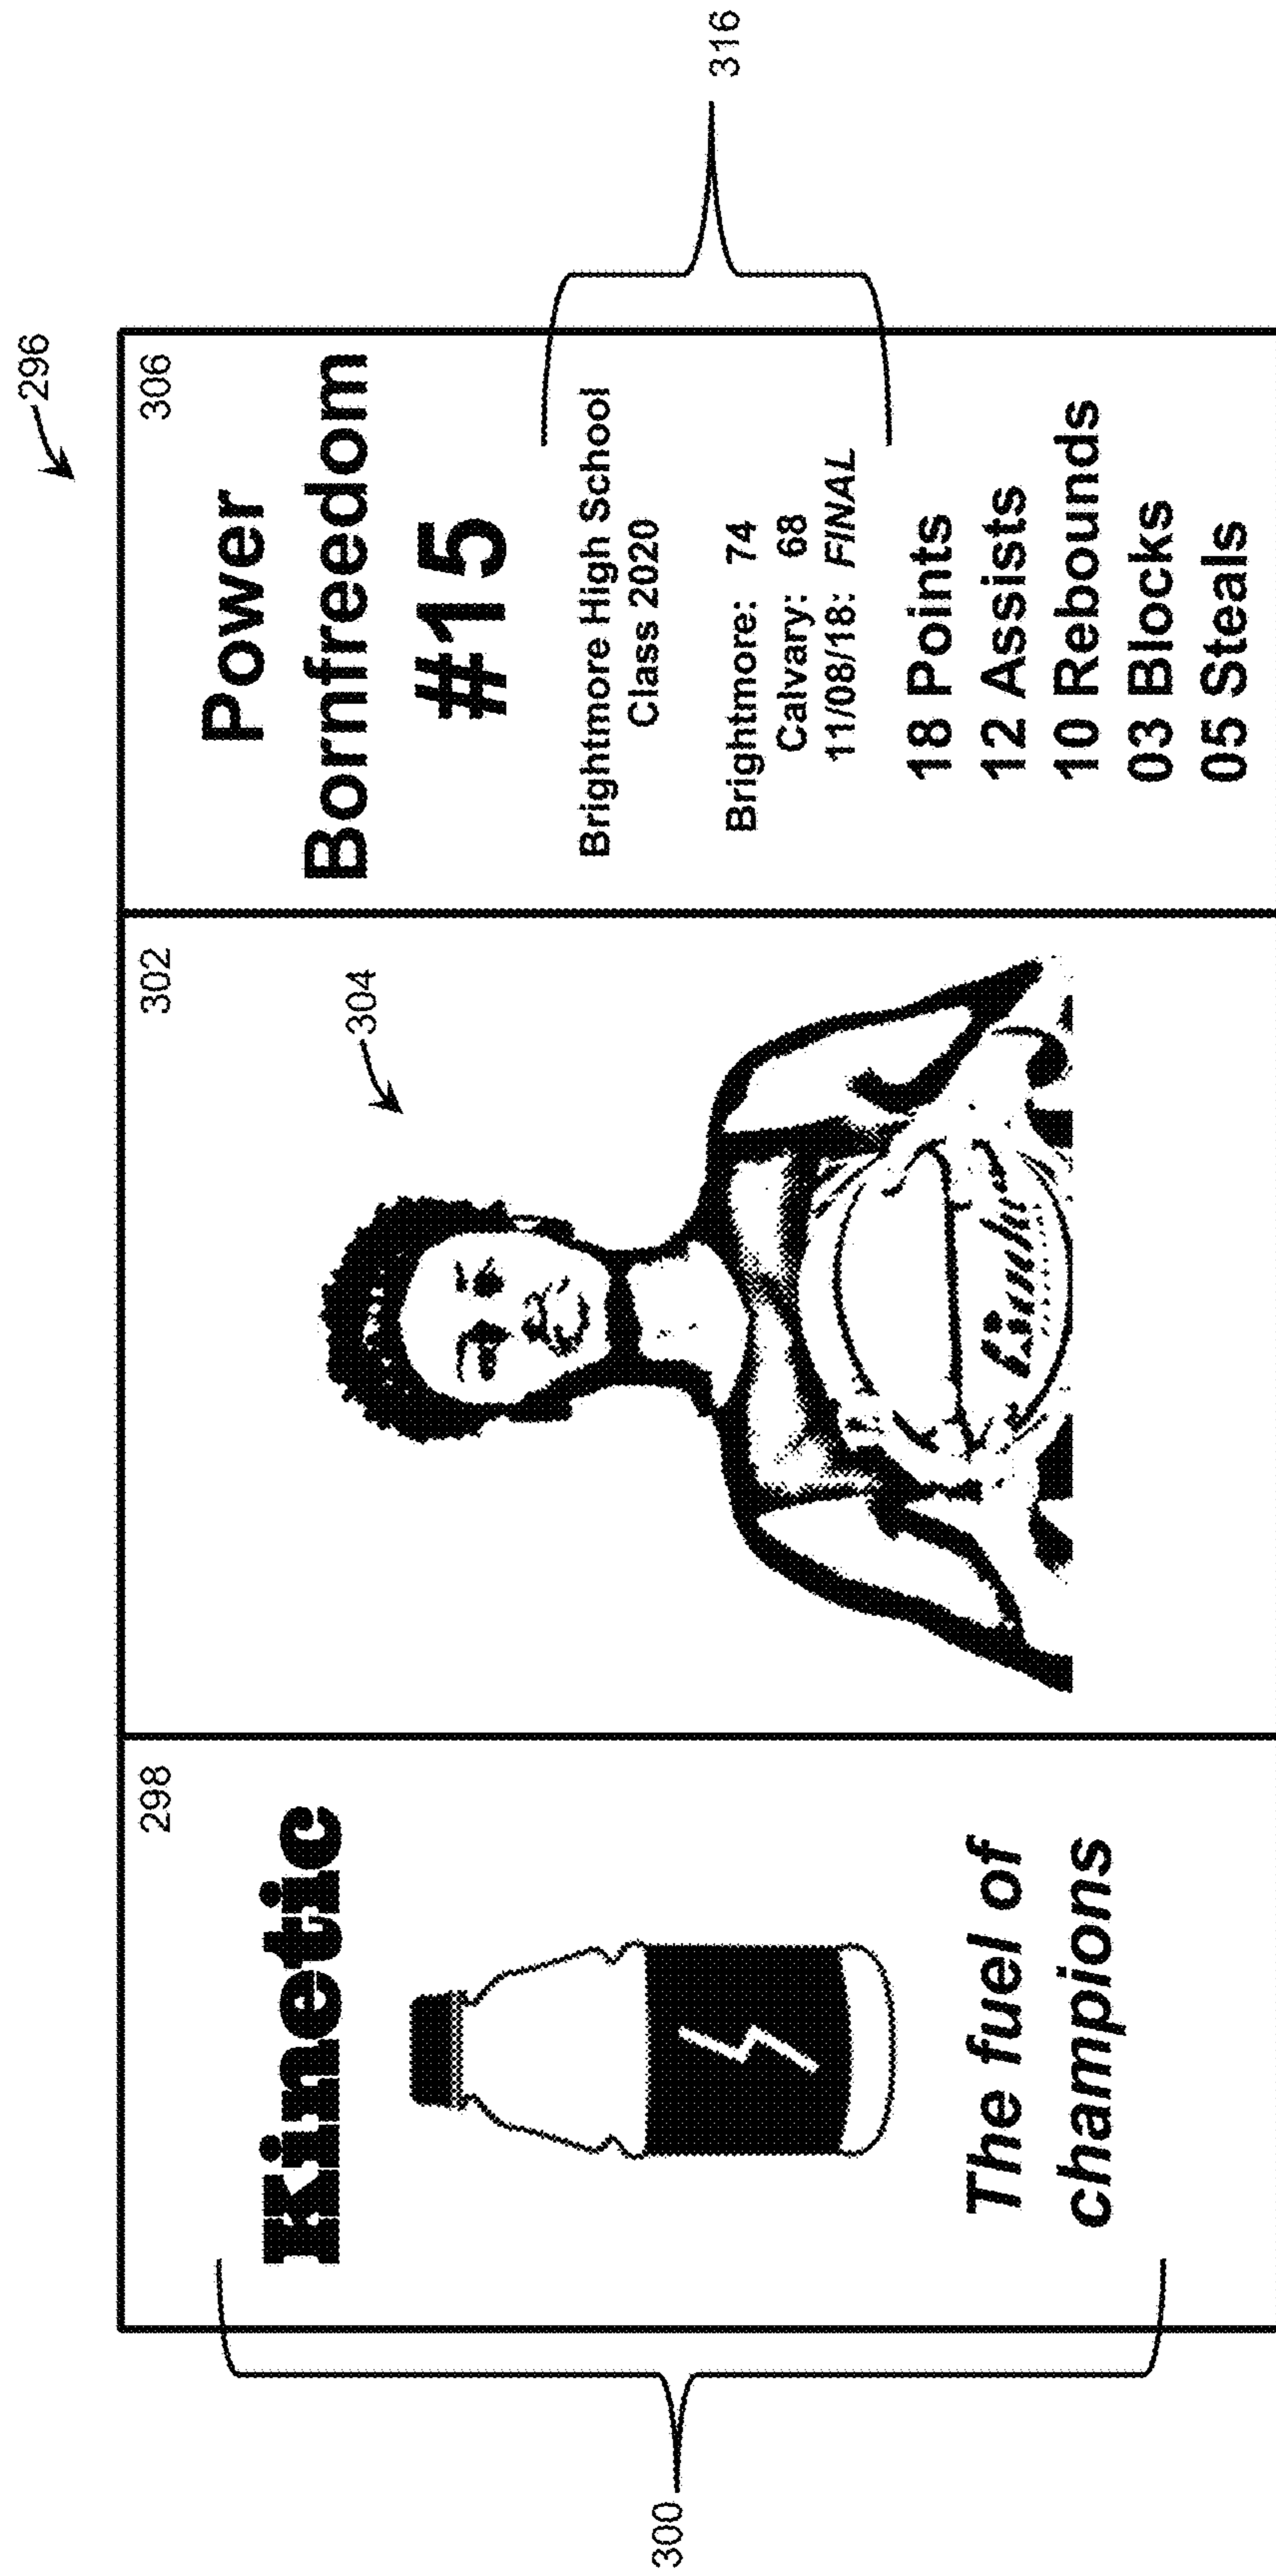 296
298
Kinetic
The fuel of
champions
300
302
304
306
Power
Bornfreedom
#15
Brightmore High School
Class 2020
Brightmore: 74
Calvary: 68
11/08/18: FINAL
18 Points
12 Assists
10 Rebounds
03 Blocks
05 Steals
316